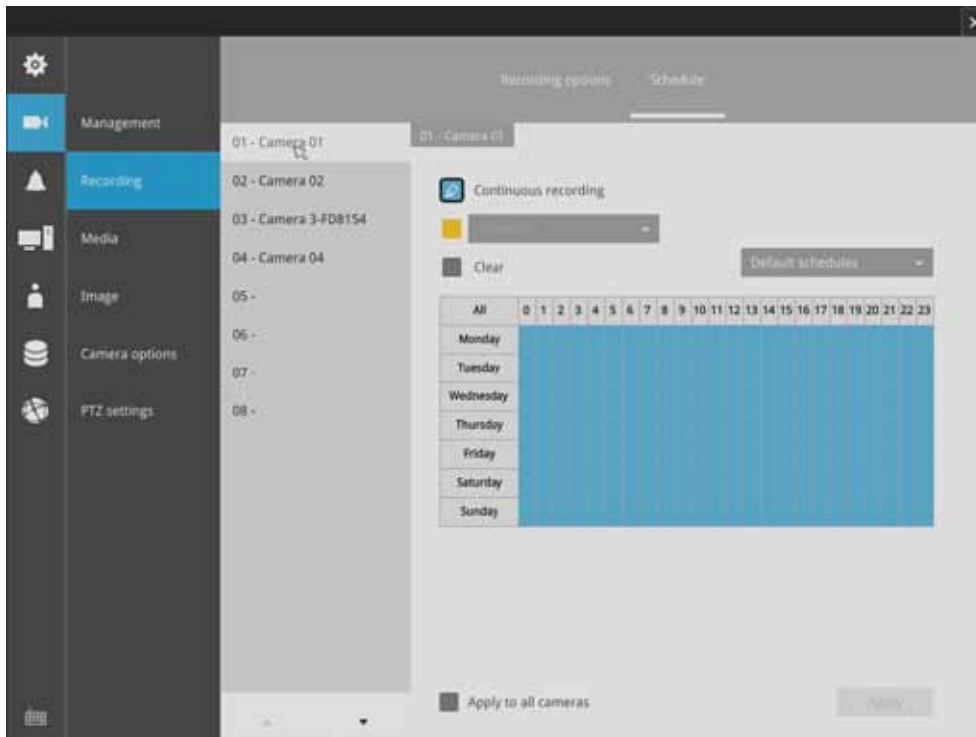 Recording options
Schedule
Management
Recording
Media
Image
Camera options
PTZ settings
01 - Camera 01
02 - Camera 02
03 - Camera 3-FD8154
04 - Camera 04
05 -
06 -
07 -
08 -
01 - Camera 01
Continuous recording
Clear
Default schedules
All 0 1 2 3 4 5 6 7 8 9 10 11 12 13 14 15 16 17 18 19 20 21 22 23
Monday
Tuesday
Wednesday
Thursday
Friday
Saturday
Sunday
Apply to all cameras
Apply